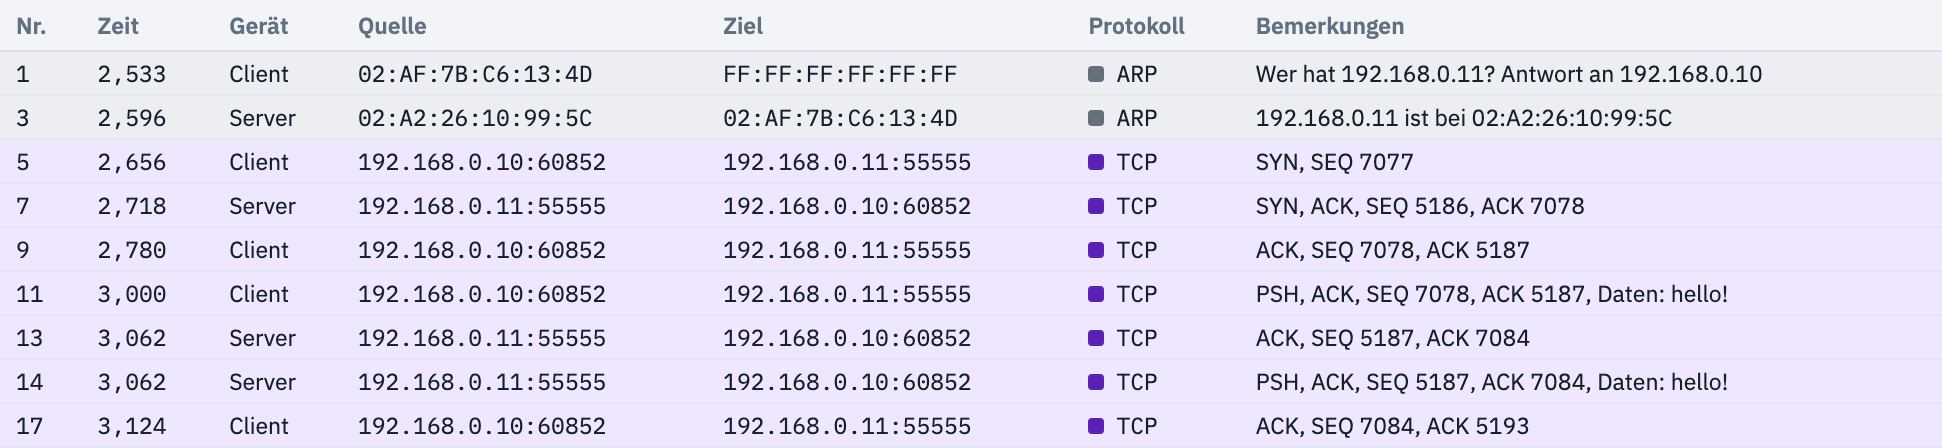 Nr. Zeit Gerät Quelle Ziel Protokoll Bemerkungen
1 2,533 Client 02:AF:7B:C6:13:4D FF:FF:FF:FF:FF:FF ARP Wer hat 192.168.0.11? Antwort an 192.168.0.10
3 2,596 Server 02:A2:26:10:99:5C 02:AF:7B:C6:13:4D ARP 192.168.0.11 ist bei 02:A2:26:10:99:5C
5 2,656 Client 192.168.0.10:60852 192.168.0.11:55555 TCP SYN, SEQ 7077
7 2,718 Server 192.168.0.11:55555 192.168.0.10:60852 TCP SYN, ACK, SEQ 5186, ACK 7078
9 2,780 Client 192.168.0.10:60852 192.168.0.11:55555 TCP ACK, SEQ 7078, ACK 5187
11 3,000 Client 192.168.0.10:60852 192.168.0.11:55555 TCP PSH, ACK, SEQ 7078, ACK 5187, Daten: hello!
13 3,062 Server 192.168.0.11:55555 192.168.0.10:60852 TCP ACK, SEQ 5187, ACK 7084
14 3,062 Server 192.168.0.11:55555 192.168.0.10:60852 TCP PSH, ACK, SEQ 5187, ACK 7084, Daten: hello!
17 3,124 Client 192.168.0.10:60852 192.168.0.11:55555 TCP ACK, SEQ 7084, ACK 5193